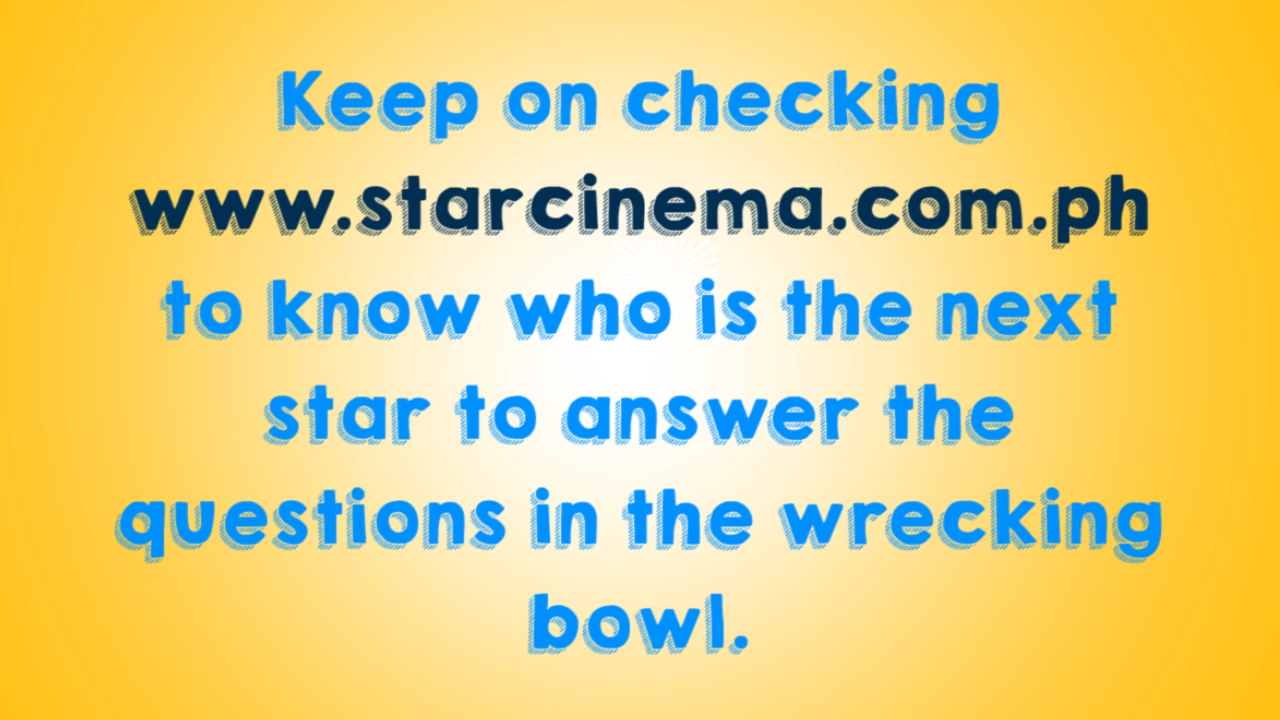 Keep on checking
www.starcinema.com.ph
to know who is the next
star to answer the
questions in the wrecking
bowl.